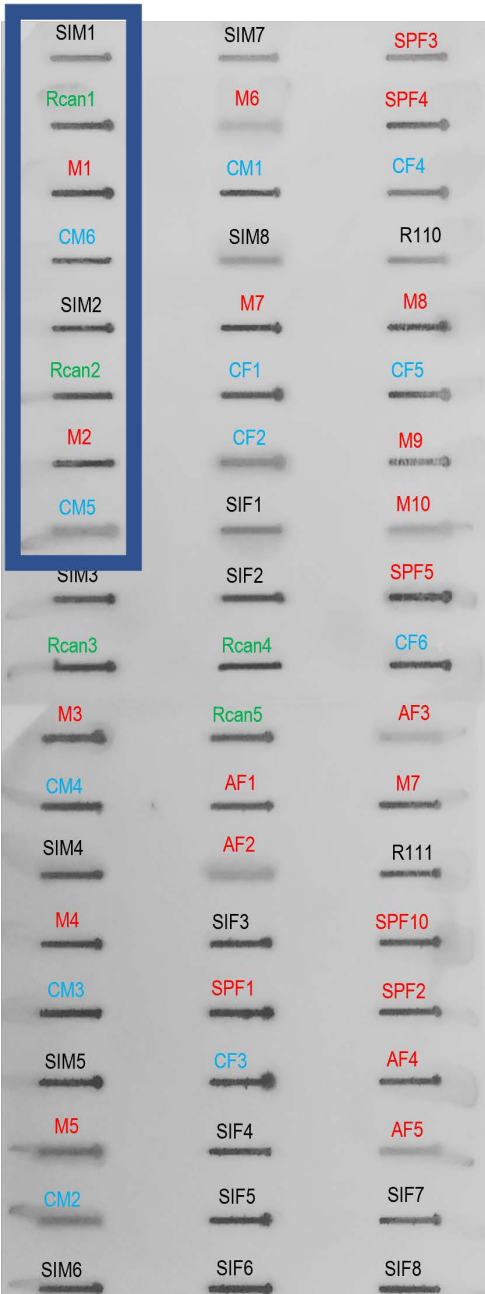 SIM1 SIM7 SPF3
Rcan1 M6 SPF4
M1 CM1 CF4
CM6 SIM8 R110
SIM2 M7 M8
Rcan2 CF1 CF5
M2 CF2 M9
CM5 SIF1 M10
SIM3 SIF2 SPF5
Rcan3 Rcan4 CF6
M3 Rcan5 AF3
CM4 AF1 M7
SIM4 AF2 R111
M4 SIF3 SPF10
CM3 SPF1 SPF2
SIM5 CF3 AF4
M5 SIF4 AF5
CM2 SIF5 SIF7
SIM6 SIF6 SIF8